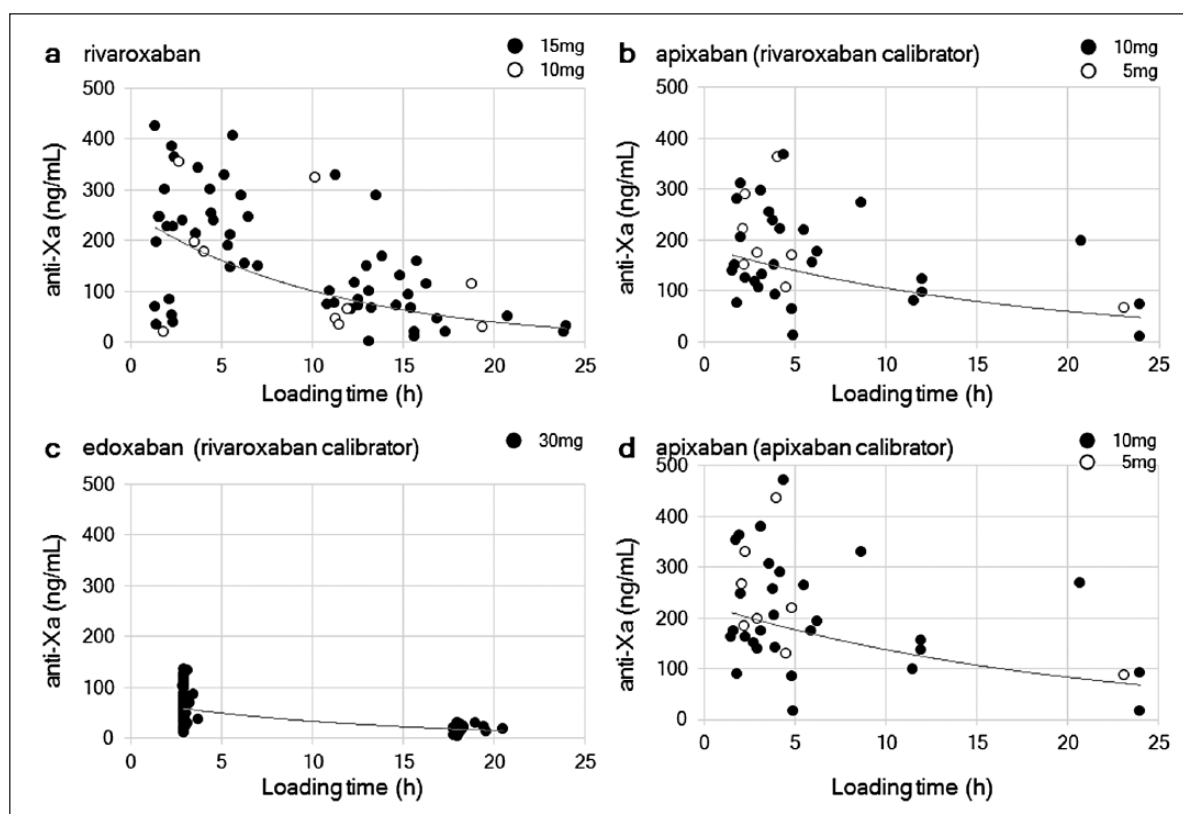 a rivaroxaban
15mg
10mg
anti-Xa (ng/mL)
500
400
300
200
100
0
0 5 10 15 20 25
Loading time (h)
b apixaban (rivaroxaban calibrator)
10mg
5mg
anti-Xa (ng/mL)
500
400
300
200
100
0
0 5 10 15 20 25
Loading time (h)
c edoxaban (rivaroxaban calibrator)
30mg
anti-Xa (ng/mL)
500
400
300
200
100
0
0 5 10 15 20 25
Loading time (h)
d apixaban (apixaban calibrator)
10mg
5mg
anti-Xa (ng/mL)
500
400
300
200
100
0
0 5 10 15 20 25
Loading time (h)